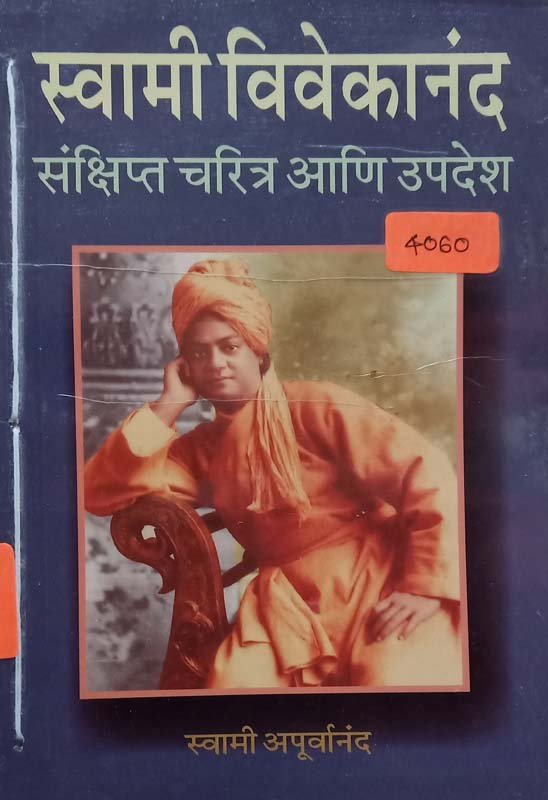 स्वामी विवेकानंद
संक्षिप्त चरित्र आणि उपदेश
4060
स्वामी अपूर्वानंद